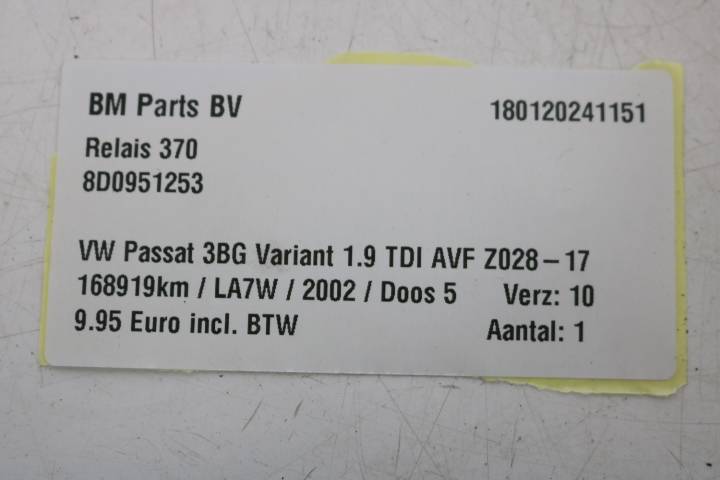 BM Parts BV 180120241151
Relais 370
8D0951253
VW Passat 3BG Variant 1.9 TDI AVF Z028-17
168919km / LA7W / 2002 / Doos 5 Verz: 10
9.95 Euro incl. BTW Aantal: 1